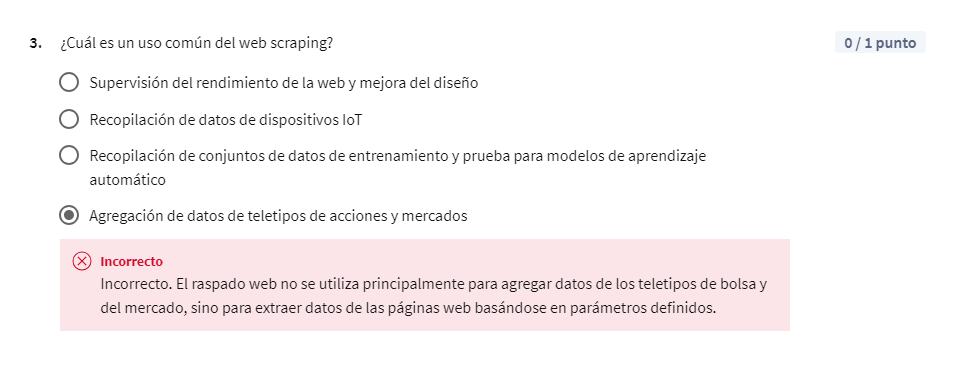 3. ¿Cuál es un uso común del web scraping?
0 / 1 punto
Supervisión del rendimiento de la web y mejora del diseño
Recopilación de datos de dispositivos IoT
Recopilación de conjuntos de datos de entrenamiento y prueba para modelos de aprendizaje
automático
Agregación de datos de teletipos de acciones y mercados
Incorrecto
Incorrecto. El raspado web no se utiliza principalmente para agregar datos de los teletipos de bolsa y
del mercado, sino para extraer datos de las páginas web basándose en parámetros definidos.